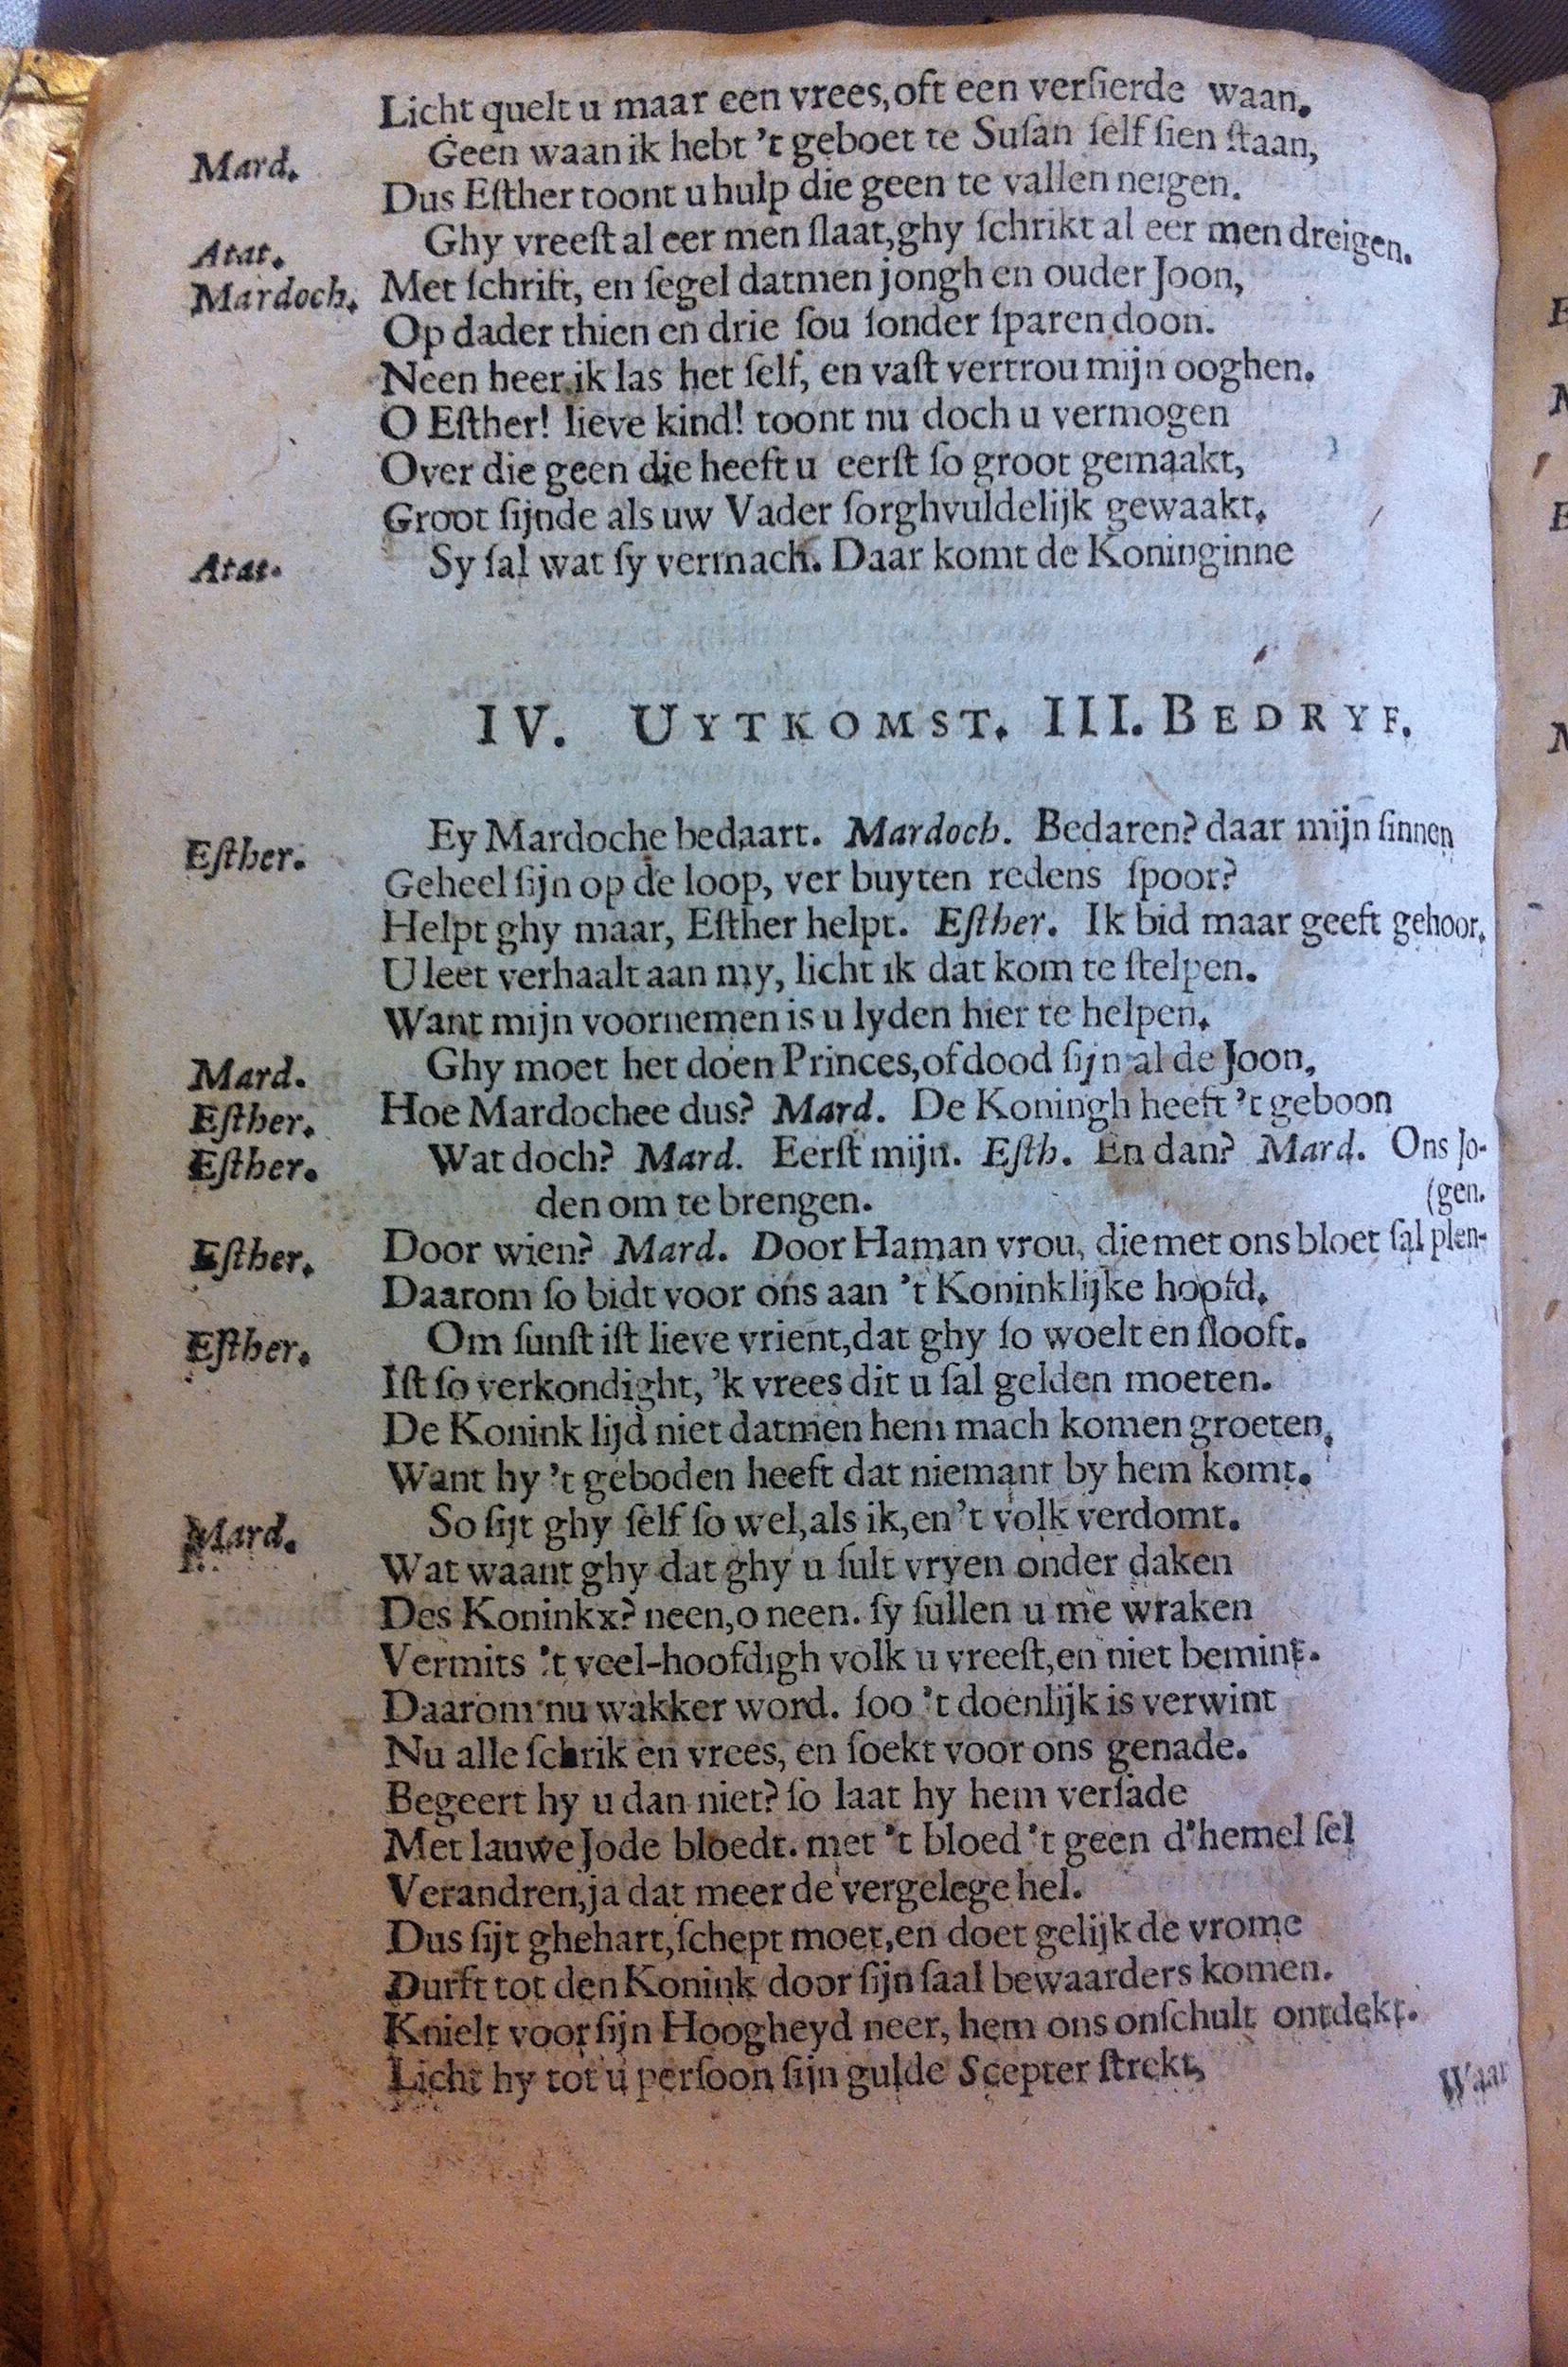 Licht quelt u maar een vrees, oft een verſierde waan.
Mard. Geen waan ik hebt 't geboet te Suſan ſelf ſien ſtaan,
Dus Eſther toont u hulp die geen te vallen neigen.
Atat. Ghy vreeſt al eer men ſlaat, ghy ſchrikt al eer men dreigen.
Mardoch. Met ſchrift, en ſegel datmen jongh en ouder Joon,
Op dader thien en drie ſou ſonder ſparen doon.
Neen heer ik las het ſelf, en vaſt vertrou mijn ooghen.
O Eſther! lieve kind! toont nu doch u vermogen
Over die geen die heeft u eerſt ſo groot gemaakt,
Groot ſijnde als uw Vader ſorghvuldelijk gewaakt.
Atat. Sy ſal wat ſy vermach. Daar komt de Koninginne
IV. UYTKOMST. III. BEDRYF.
Eſther. Ey Mardoche bedaart. Mardoch. Bedaren? daar mijn ſinnen
Geheel ſijn op de loop, ver buyten redens ſpoor?
Helpt ghy maar, Eſther helpt. Eſther. Ik bid maar geeft gehoor.
U leet verhaalt aan my, licht ik dat kom te ſtelpen.
Want mijn voornemen is u lyden hier te helpen.
Mard. Ghy moet het doen Princes, of dood ſijn al de Joon,
Eſther. Hoe Mardochee dus? Mard. De Koningh heeft 't geboon
Eſther. Wat doch? Mard. Eerſt mijn. Eſth. En dan? Mard. Ons Jo-
den om te brengen. (gen.
Eſther. Door wien? Mard. Door Haman vrou, die met ons bloet ſal plen-
Daarom ſo bidt voor ons aan 't Koninklijke hoofd.
Eſther. Om ſunſt iſt lieve vrient, dat ghy ſo woelt en ſlooft.
Iſt ſo verkondight, 'k vrees dit u ſal gelden moeten.
De Konink lijd niet datmen hem mach komen groeten,
Want hy 't geboden heeft dat niemant by hem komt.
Mard. So ſijt ghy ſelf ſo wel, als ik, en 't volk verdomt.
Wat waant ghy dat ghy u ſult vryen onder daken
Des Koninkx? neen, o neen. ſy ſullen u me wraken
Vermits 't veel-hoofdigh volk u vreeſt, en niet bemint.
Daarom nu wakker word. ſoo 't doenlijk is verwint
Nu alle ſchrik en vrees, en ſoekt voor ons genade.
Begeert hy u dan niet? ſo laat hy hem verſade
Met lauwe Jode bloedt. met 't bloed 't geen d'hemel ſel
Verandren, ja dat meer de vergelege hel.
Dus ſijt ghehart, ſchept moet, en doet gelijk de vrome
Durft tot den Konink door ſijn ſaal bewaarders komen.
Knielt voor ſijn Hoogheyd neer, hem ons onſchult ontdekt.
Licht hy tot u perſoon ſijn gulde Scepter ſtrekt,
Waar